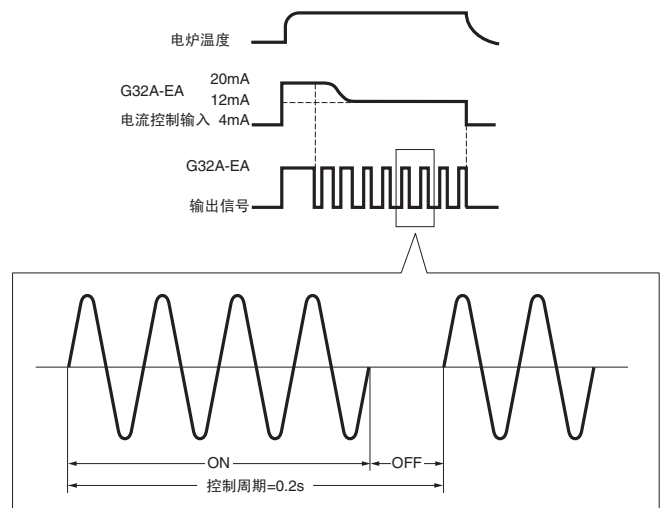 电炉温度
20mA
G32A-EA
12mA
电流控制输入 4mA
G32A-EA
输出信号
ON
OFF
控制周期=0.2s